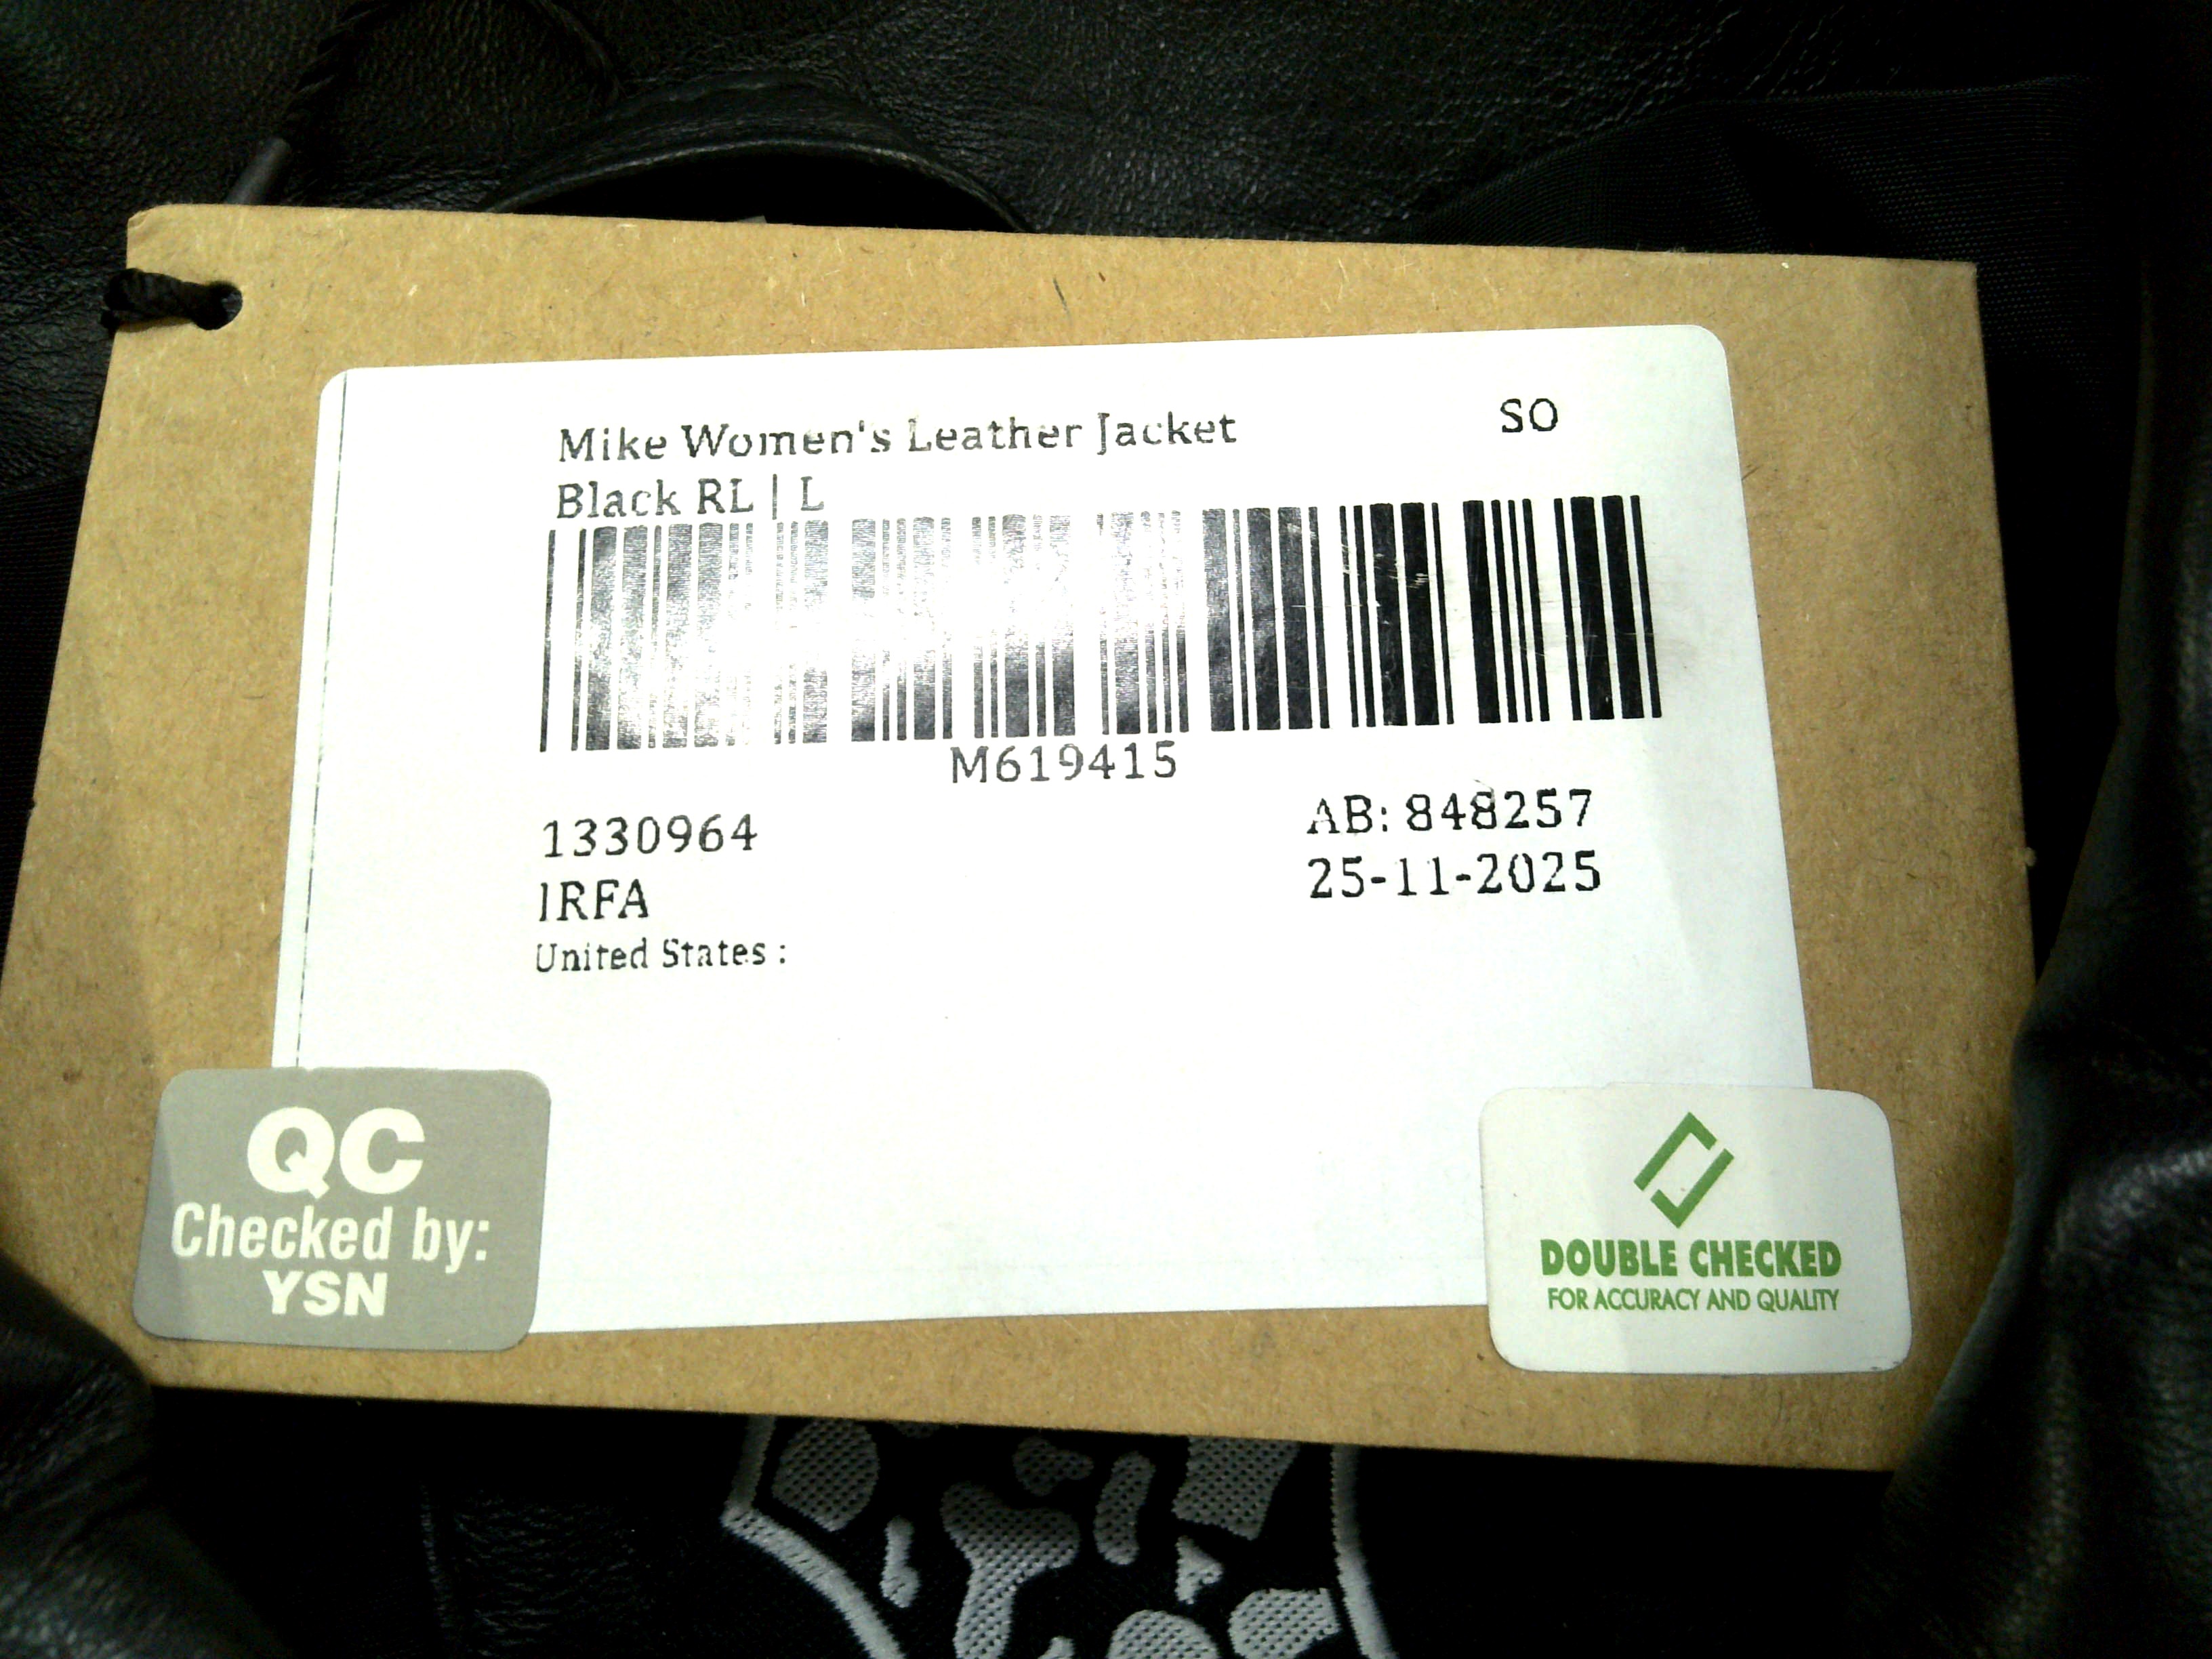 Mike Women's Leather Jacket
SO
Black RL | L
M619415
1330964
AB: 848257
IRFA
25-11-2025
United States :
QC
Checked by:
YSN
DOUBLE CHECKED
FOR ACCURACY AND QUALITY